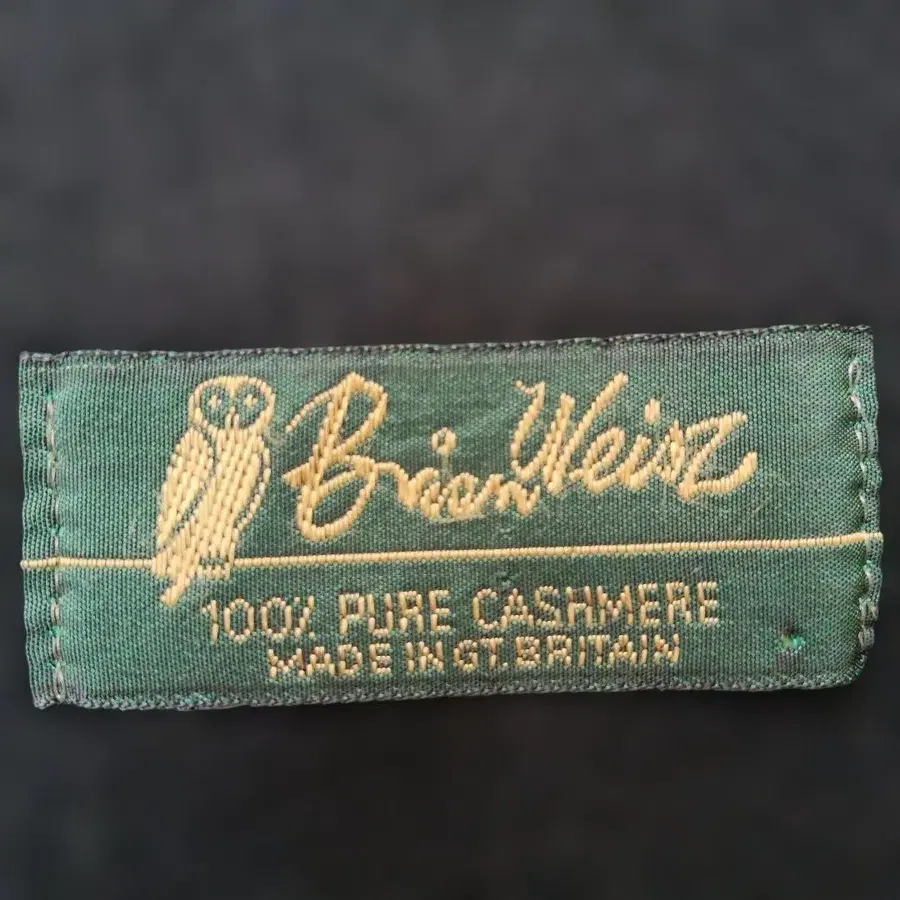 Brian Weisz
100% PURE CASHMERE
MADE IN GT. BRITAIN